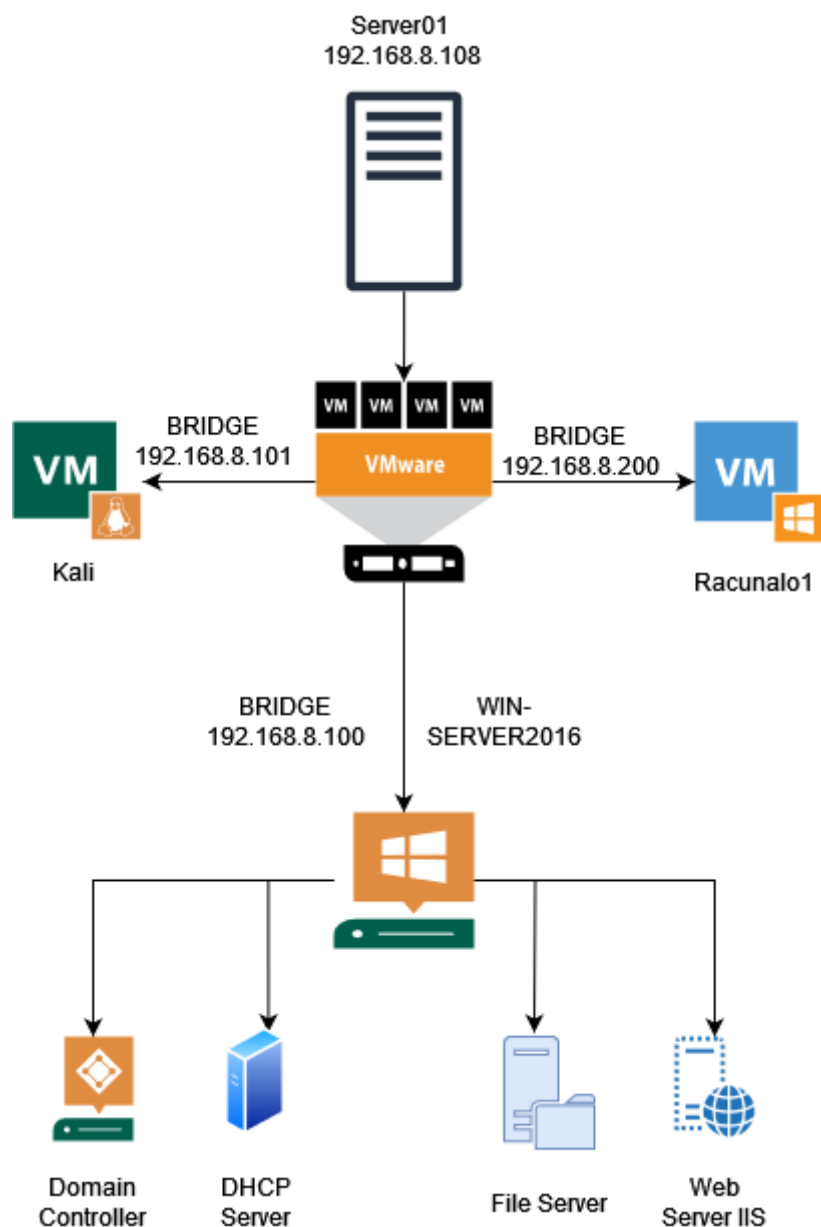 Server01
192.168.8.108
VM VM VM VM
VMware
BRIDGE
192.168.8.101
BRIDGE
192.168.8.200
VM
VM
Kali
Racunalo1
BRIDGE
192.168.8.100
WIN-
SERVER2016
Domain
Controller
DHCP
Server
File Server
Web
Server IIS